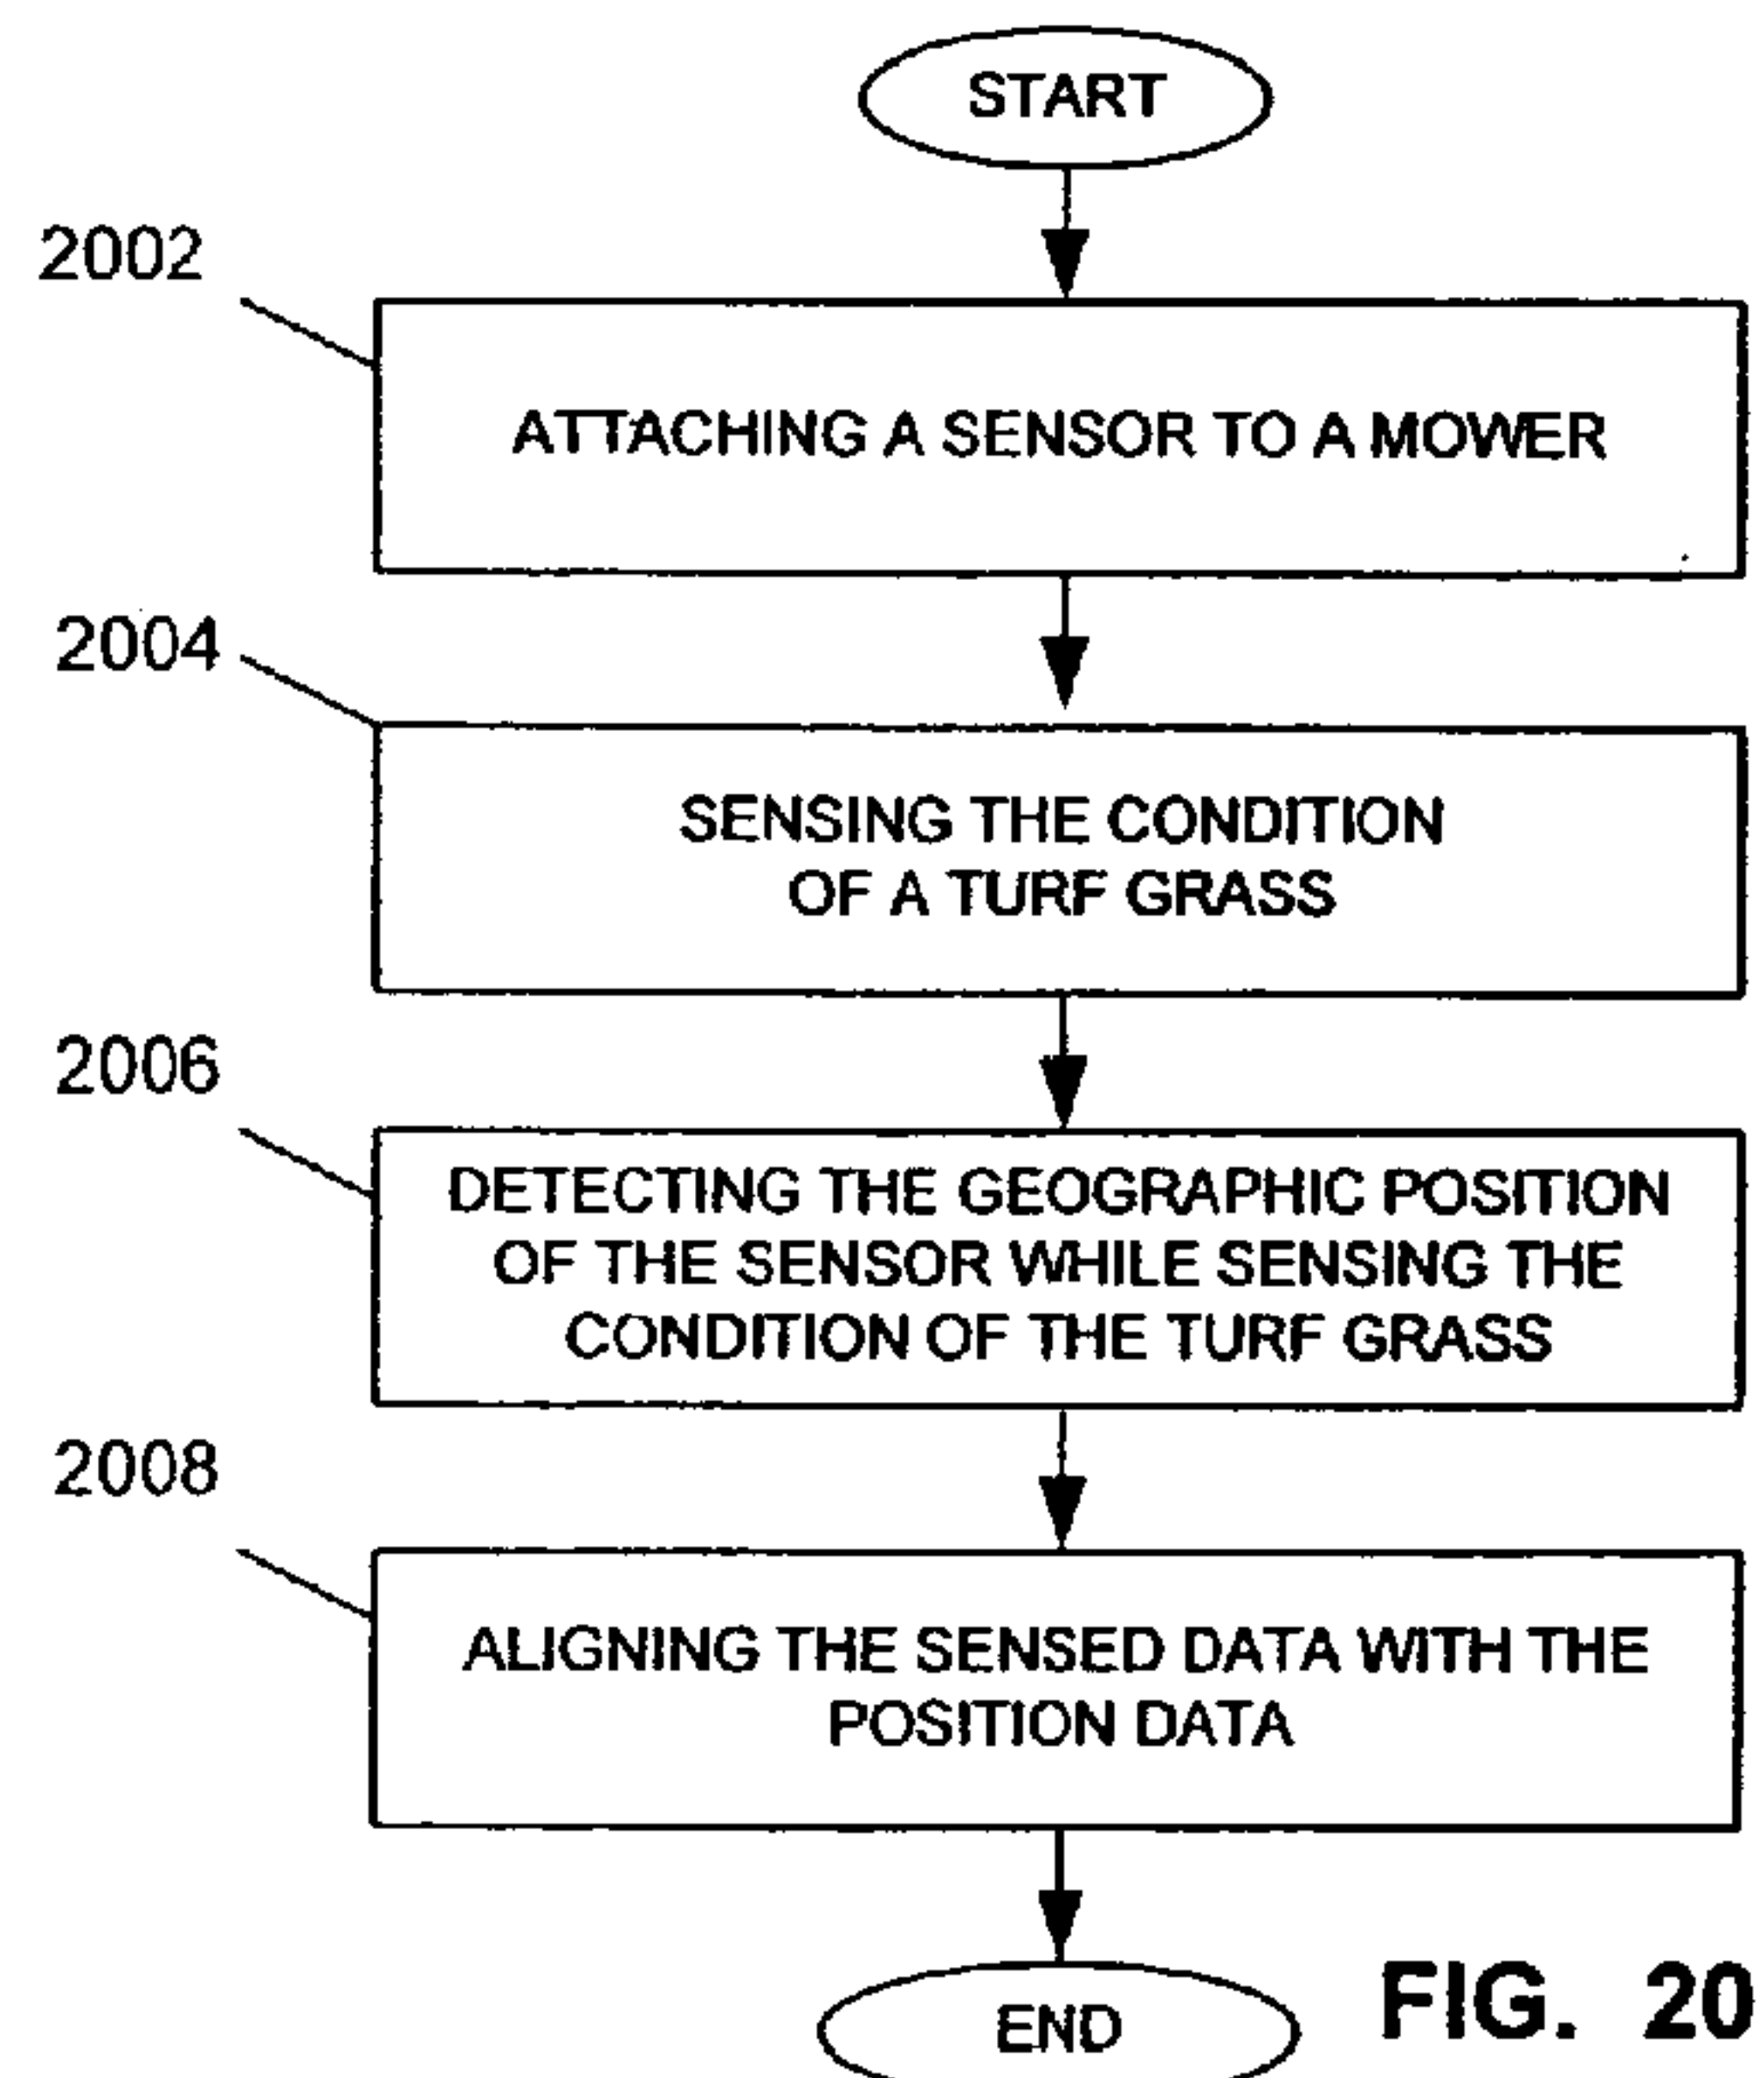 START
2002
ATTACHING A SENSOR TO A MOWER
2004
SENSING THE CONDITION
OF A TURF GRASS
2006
DETECTING THE GEOGRAPHIC POSITION
OF THE SENSOR WHILE SENSING THE
CONDITION OF THE TURF GRASS
2008
ALIGNING THE SENSED DATA WITH THE
POSITION DATA
END
FIG. 20